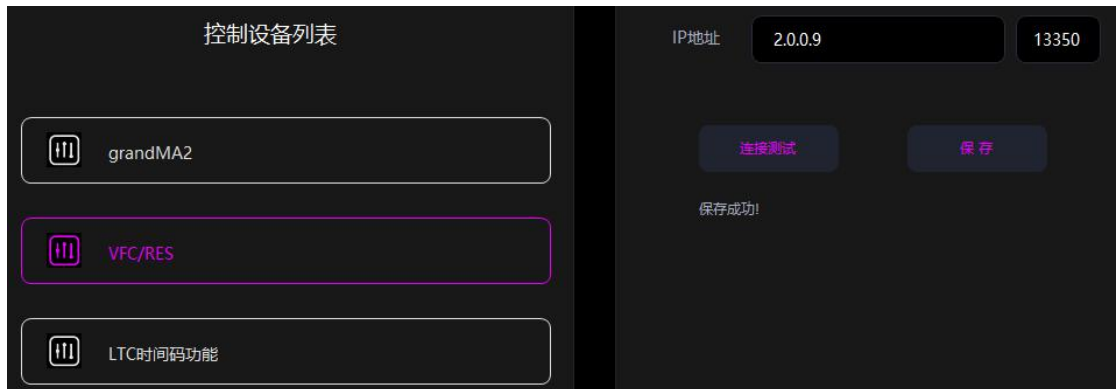 控制设备列表
grandMA2
VFC/RES
LTC时间码功能
IP地址 2.0.0.9 13350
连接测试 保存
保存成功!